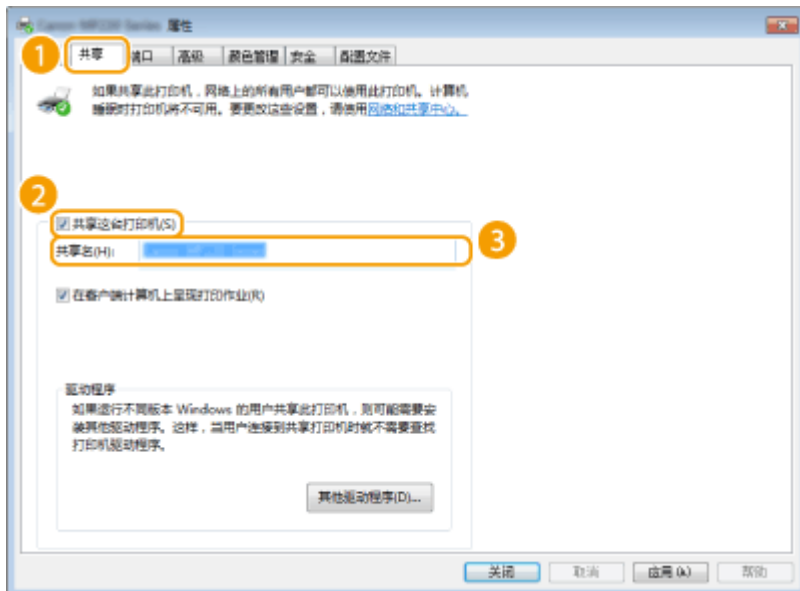 属性
1
共享 端口 高级 颜色管理 安全 配置文件
如果共享此打印机，网络上的所有用户都可以使用此打印机。计算机
睡眠时打印机将不可用。要更改这些设置，请使用网络和共享中心。
2
共享这台打印机(S)
共享名(H):
3
在客户端计算机上呈现打印作业(R)
驱动程序
如果运行不同版本 Windows 的用户共享此打印机，则可能需要安
装其他驱动程序。这样，当用户连接到共享打印机时就不需要查找
打印机驱动程序。
其他驱动程序(D)...
关闭 取消 应用(A) 帮助